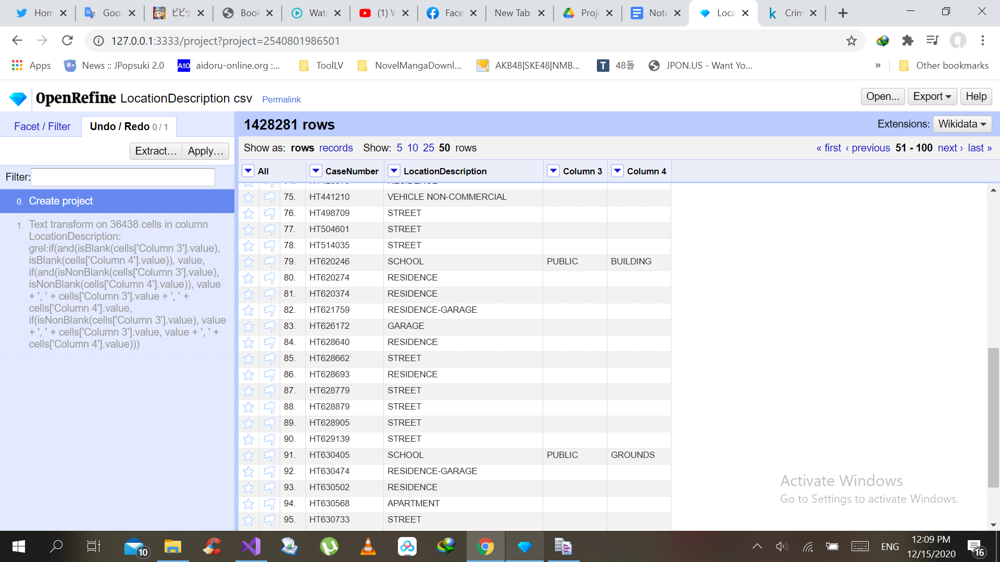 Hom
Goo
ビビッ
Book
Wat
(1) V
Face
New Tab
Proj
Note
Loca
Crim
127.0.0.1:3333/project?project=2540801986501
Apps
News :: JPopsuki 2.0
aidoru-online.org :...
ToolLV
NovelMangaDownl...
AKB48|SKE48|NMB...
48돌
JPON.US - Want Yo...
»
Other bookmarks
OpenRefine LocationDescription csv Permalink
Open... Export Help
Facet / Filter Undo / Redo 0 / 1
1428281 rows
Extensions: Wikidata
Extract... Apply...
Show as: rows records Show: 5 10 25 50 rows
« first ‹ previous 51 - 100 next › last »
Filter:
All CaseNumber LocationDescription Column 3 Column 4
0. Create project
1. Text transform on 36438 cells in column
LocationDescription:
grel:if(and(isBlank(cells['Column 3'].value),
isBlank(cells['Column 4'].value)), value,
if(and(isNonBlank(cells['Column 3'].value),
isNonBlank(cells['Column 4'].value)), value
+ ', ' + cells['Column 3'].value + ', ' +
cells['Column 4'].value,
if(isNonBlank(cells['Column 3'].value), value
+ ', ' + cells['Column 3'].value, value + ', ' +
cells['Column 4'].value)))
75. HT441210 VEHICLE NON-COMMERCIAL
76. HT498709 STREET
77. HT504601 STREET
78. HT514035 STREET
79. HT620246 SCHOOL PUBLIC BUILDING
80. HT620274 RESIDENCE
81. HT620374 RESIDENCE
82. HT621759 RESIDENCE-GARAGE
83. HT626172 GARAGE
84. HT628640 RESIDENCE
85. HT628662 STREET
86. HT628693 RESIDENCE
87. HT628779 STREET
88. HT628879 STREET
89. HT628905 STREET
90. HT629139 STREET
91. HT630405 SCHOOL PUBLIC GROUNDS
92. HT630474 RESIDENCE-GARAGE
93. HT630502 RESIDENCE
94. HT630568 APARTMENT
95. HT630733 STREET
Activate Windows
Go to Settings to activate Windows.
10
ENG
12:09 PM
12/15/2020
16